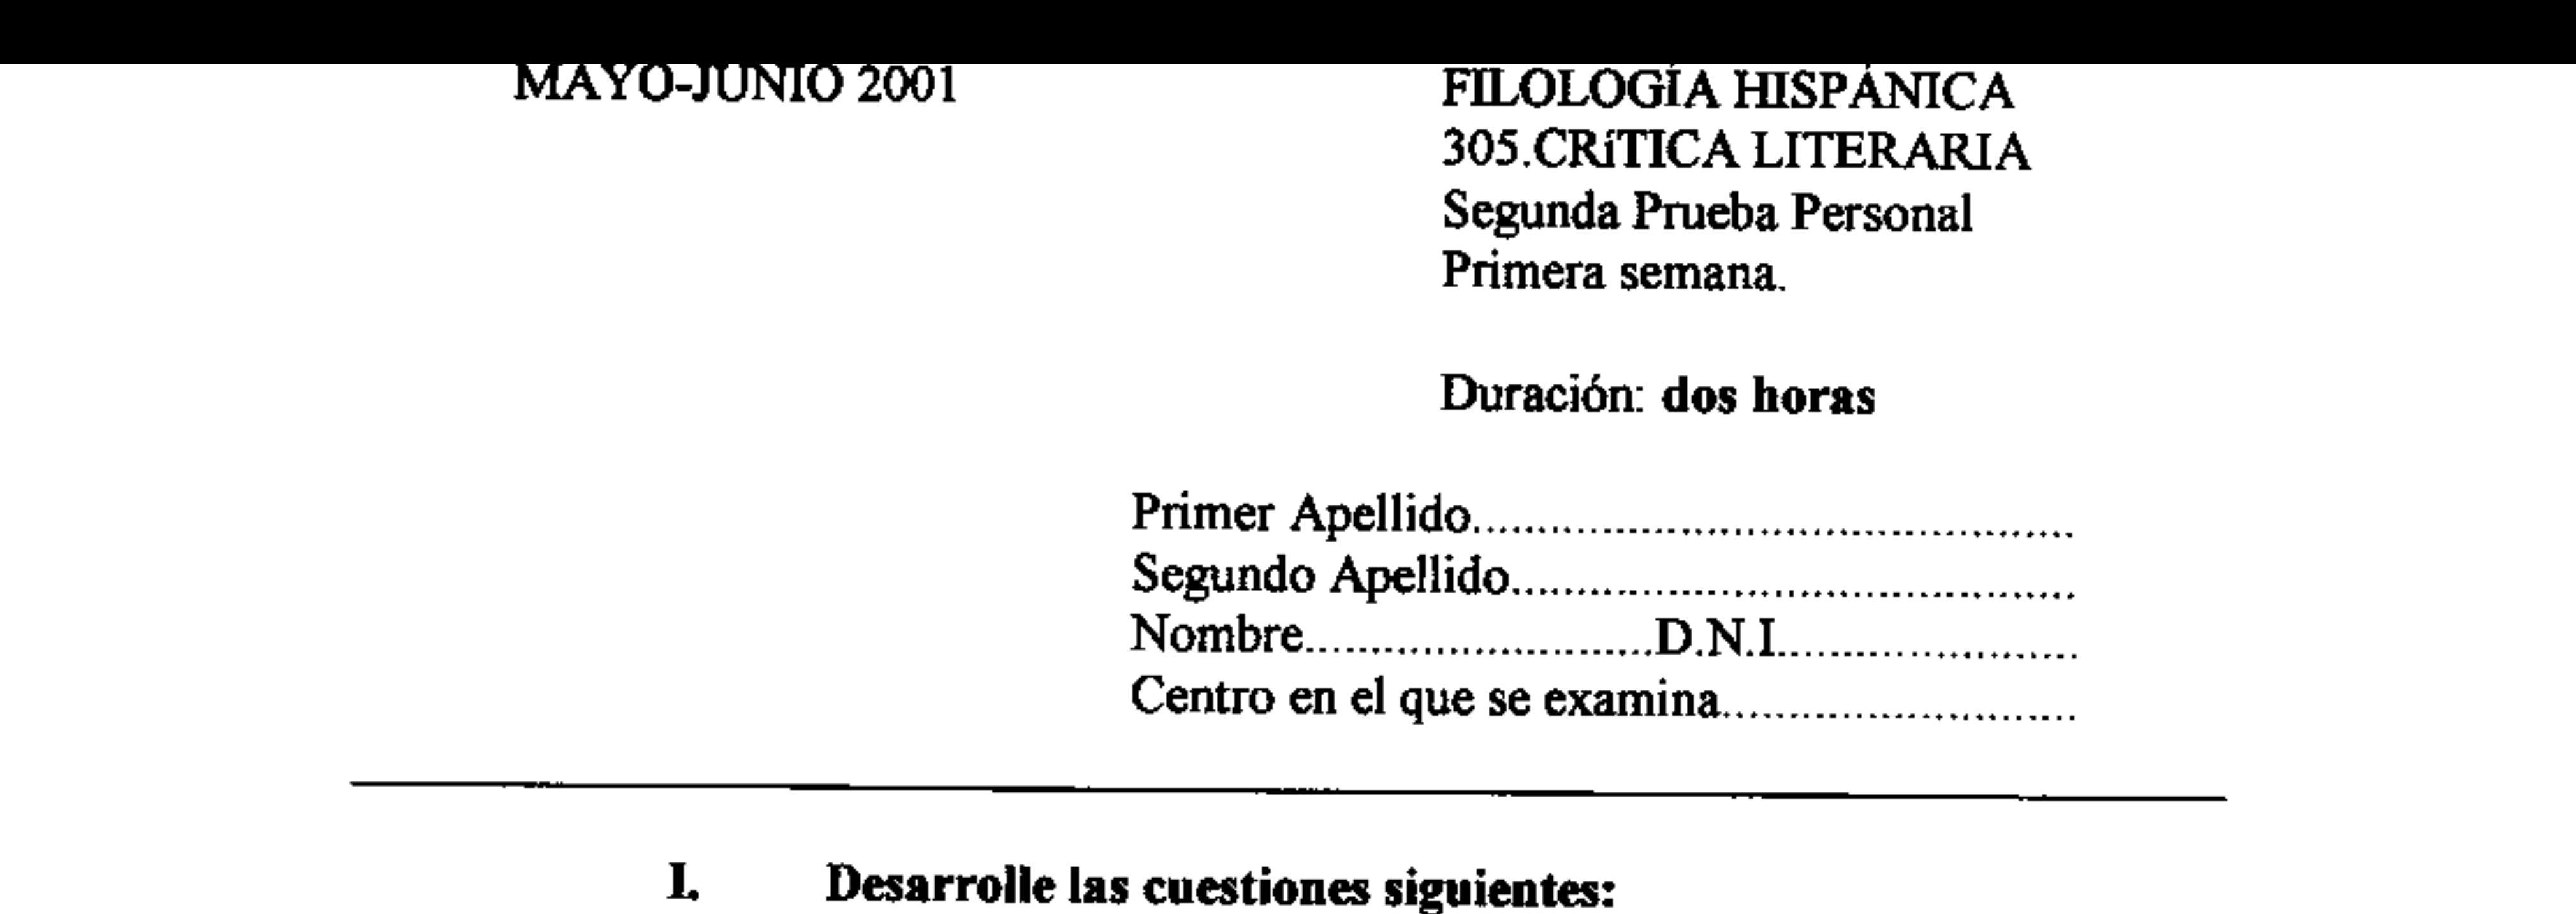 MAYO-JUNIO 2001
FILOLOGÍA HISPÁNICA
305.CRíTICA LITERARIA
Segunda Prueba Personal
Primera semana.
Duración: dos horas
Primer Apellido..............................................
Segundo Apellido...........................................
Nombre...........................D.N.I.......................
Centro en el que se examina...........................
I. Desarrolle las cuestiones siguientes: